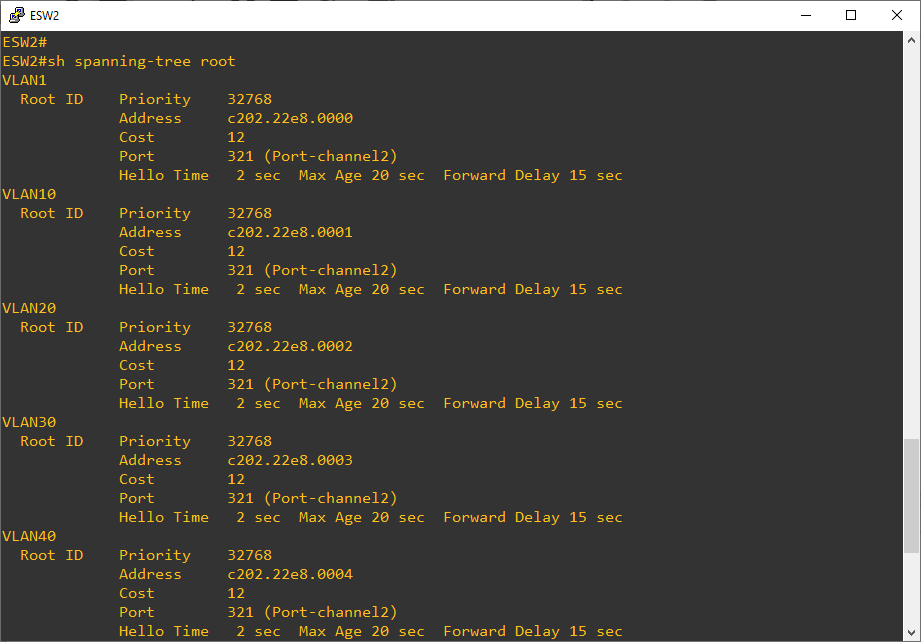 ESW2
ESW2#
ESW2#sh spanning-tree root
VLAN1
  Root ID    Priority    32768
             Address     c202.22e8.0000
             Cost        12
             Port        321 (Port-channel2)
             Hello Time   2 sec  Max Age 20 sec  Forward Delay 15 sec
VLAN10
  Root ID    Priority    32768
             Address     c202.22e8.0001
             Cost        12
             Port        321 (Port-channel2)
             Hello Time   2 sec  Max Age 20 sec  Forward Delay 15 sec
VLAN20
  Root ID    Priority    32768
             Address     c202.22e8.0002
             Cost        12
             Port        321 (Port-channel2)
             Hello Time   2 sec  Max Age 20 sec  Forward Delay 15 sec
VLAN30
  Root ID    Priority    32768
             Address     c202.22e8.0003
             Cost        12
             Port        321 (Port-channel2)
             Hello Time   2 sec  Max Age 20 sec  Forward Delay 15 sec
VLAN40
  Root ID    Priority    32768
             Address     c202.22e8.0004
             Cost        12
             Port        321 (Port-channel2)
             Hello Time   2 sec  Max Age 20 sec  Forward Delay 15 sec